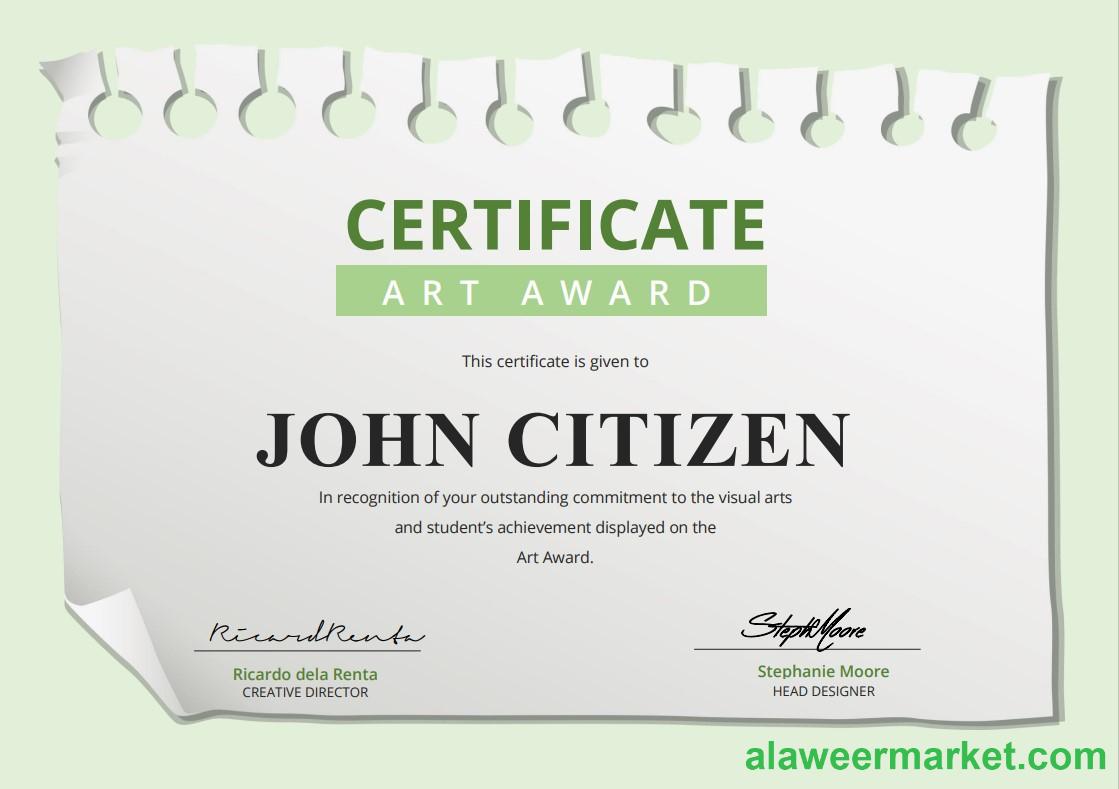 CERTIFICATE
ART AWARD
This certificate is given to
JOHN CITIZEN
In recognition of your outstanding commitment to the visual arts
and student’s achievement displayed on the
Art Award.
RicardRenta
StephMoore
Ricardo dela Renta
CREATIVE DIRECTOR
Stephanie Moore
HEAD DESIGNER
alaweermarket.com